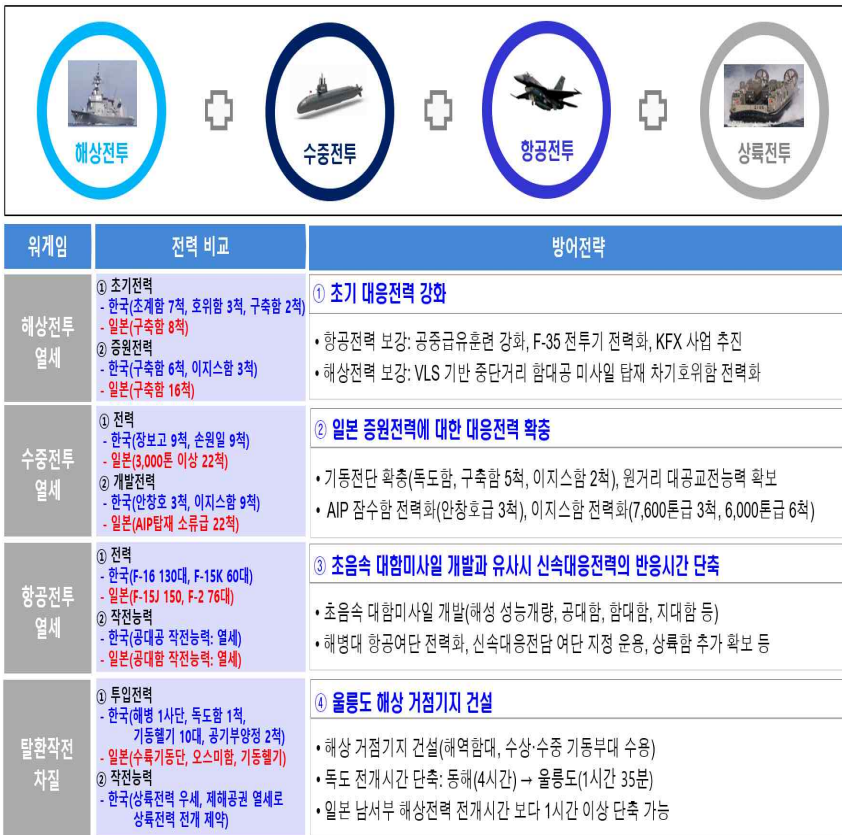 해상전투
수중전투
항공전투
상륙전투
워게임
전력 비교
방어전략
해상전투
열세
① 초기전력
- 한국(초계함 7척, 호위함 3척, 구축함 2척)
- 일본(구축함 8척)
② 증원전력
- 한국(구축함 6척, 이지스함 3척)
- 일본(구축함 16척)
① 초기 대응전력 강화
• 항공전력 보강: 공중급유훈련 강화, F-35 전투기 전력화, KFX 사업 추진
• 해상전력 보강: VLS 기반 중단거리 함대공 미사일 탑재 차기호위함 전력화
수중전투
열세
① 전력
- 한국(장보고 9척, 손원일 9척)
- 일본(3,000톤 이상 22척)
② 개발전력
- 한국(안창호 3척, 이지스함 9척)
- 일본(AIP탑재 소류급 22척)
② 일본 증원전력에 대한 대응전력 확충
• 기동전단 확충(독도함, 구축함 5척, 이지스함 2척), 원거리 대공교전능력 확보
• AIP 잠수함 전력화(안창호급 3척), 이지스함 전력화(7,600톤급 3척, 6,000톤급 6척)
항공전투
열세
① 전력
- 한국(F-16 130대, F-15K 60대)
- 일본(F-15J 150, F-2 76대)
② 작전능력
- 한국(공대공 작전능력: 열세)
- 일본(공대함 작전능력: 열세)
③ 초음속 대함미사일 개발과 유사시 신속대응전력의 반응시간 단축
• 초음속 대함미사일 개발(해성 성능개량, 공대함, 함대함, 지대함 등)
• 해병대 항공여단 전력화, 신속대응전담 여단 지정 운용, 상륙함 추가 확보 등
탈환작전
차질
① 투입전력
- 한국(해병 1사단, 독도함 1척,
기동헬기 10대, 공기부양정 2척)
- 일본(수륙기동단, 오스미함, 기동헬기)
② 작전능력
- 한국(상륙전력 우세, 제해공권 열세로
상륙전력 전개 제약)
④ 울릉도 해상 거점기지 건설
• 해상 거점기지 건설(해역함대, 수상·수중 기동부대 수용)
• 독도 전개시간 단축: 동해(4시간) → 울릉도(1시간 35분)
• 일본 남서부 해상전력 전개시간 보다 1시간 이상 단축 가능